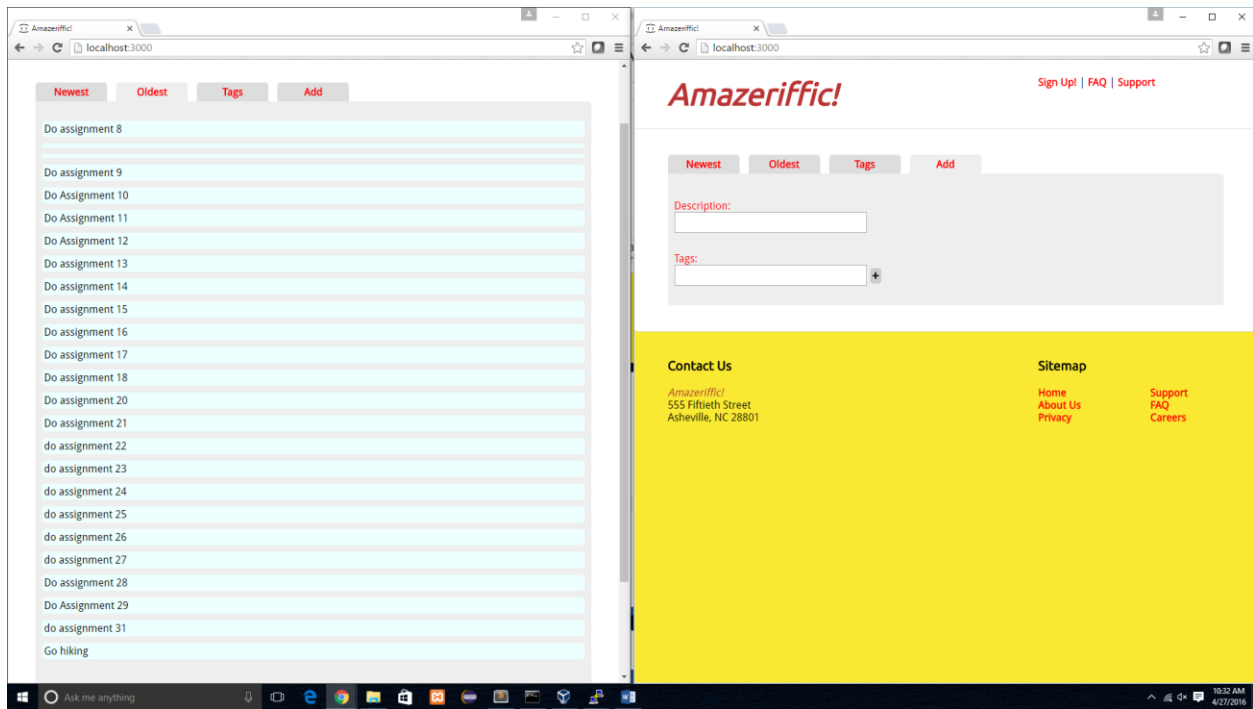 Amazeriffic!
localhost:3000
Newest Oldest Tags Add
Do assignment 8
Do assignment 9
Do Assignment 10
Do Assignment 11
Do Assignment 12
Do assignment 13
Do assignment 14
Do assignment 15
Do assignment 16
Do assignment 17
Do assignment 18
Do assignment 20
Do assignment 21
do assignment 22
do assignment 23
do assignment 24
do assignment 25
do assignment 26
do assignment 27
Do assignment 28
Do Assignment 29
do assignment 31
Go hiking
Amazeriffic!
localhost:3000
Amazeriffic!
Sign Up! | FAQ | Support
Newest Oldest Tags Add
Description:
Tags:
+
Contact Us
Amazeriffic!
555 Fiftieth Street
Asheville, NC 28801
Sitemap
Home Support
About Us FAQ
Privacy Careers
Ask me anything
10:32 AM
4/27/2016